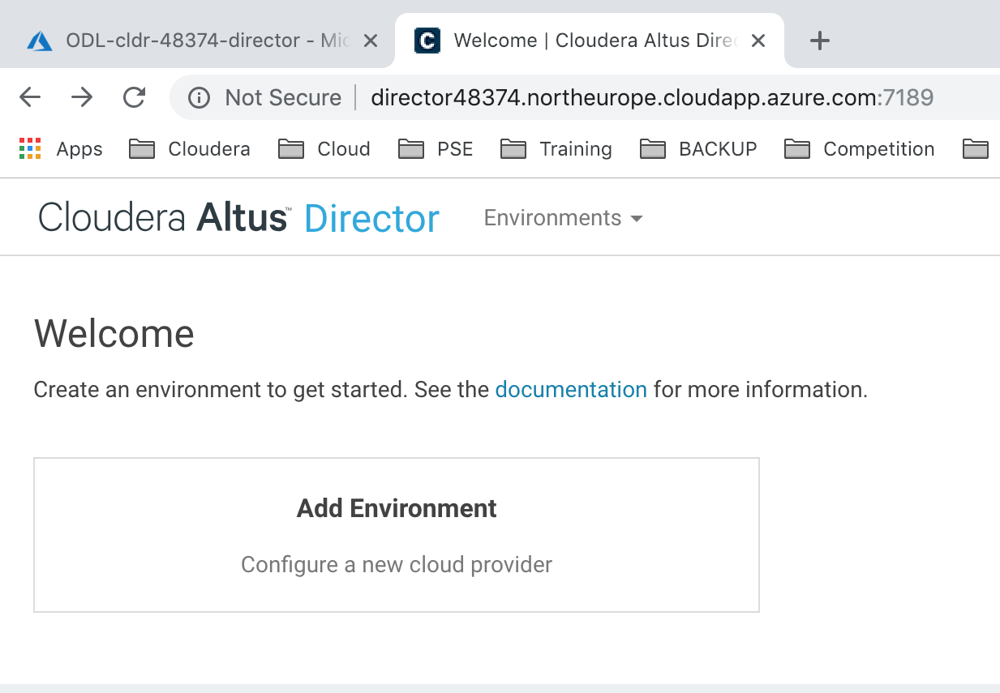 ODL-cldr-48374-director - Mic
Welcome | Cloudera Altus Direc
Not Secure director48374.northeurope.cloudapp.azure.com:7189
Apps Cloudera Cloud PSE Training BACKUP Competition
Cloudera Altus™ Director Environments
Welcome
Create an environment to get started. See the documentation for more information.
Add Environment
Configure a new cloud provider